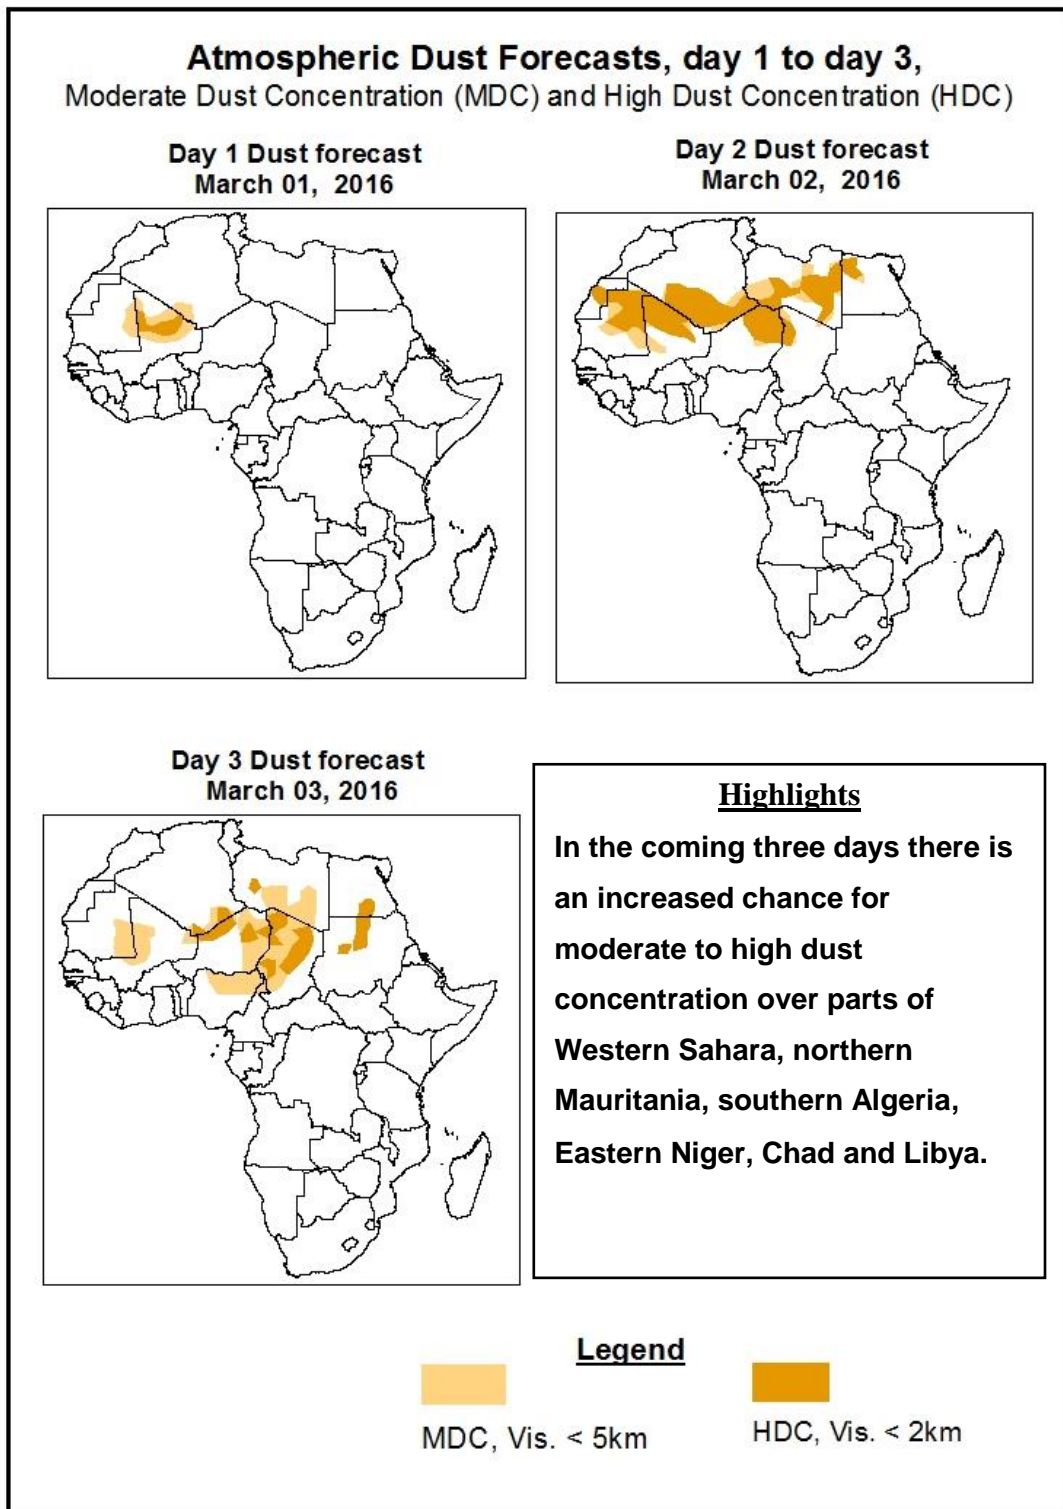 Atmospheric Dust Forecasts, day 1 to day 3,
Moderate Dust Concentration (MDC) and High Dust Concentration (HDC)
Day 1 Dust forecast
March 01, 2016
Day 2 Dust forecast
March 02, 2016
Day 3 Dust forecast
March 03, 2016
Highlights
In the coming three days there is
an increased chance for
moderate to high dust
concentration over parts of
Western Sahara, northern
Mauritania, southern Algeria,
Eastern Niger, Chad and Libya.
Legend
MDC, Vis. < 5km
HDC, Vis. < 2km